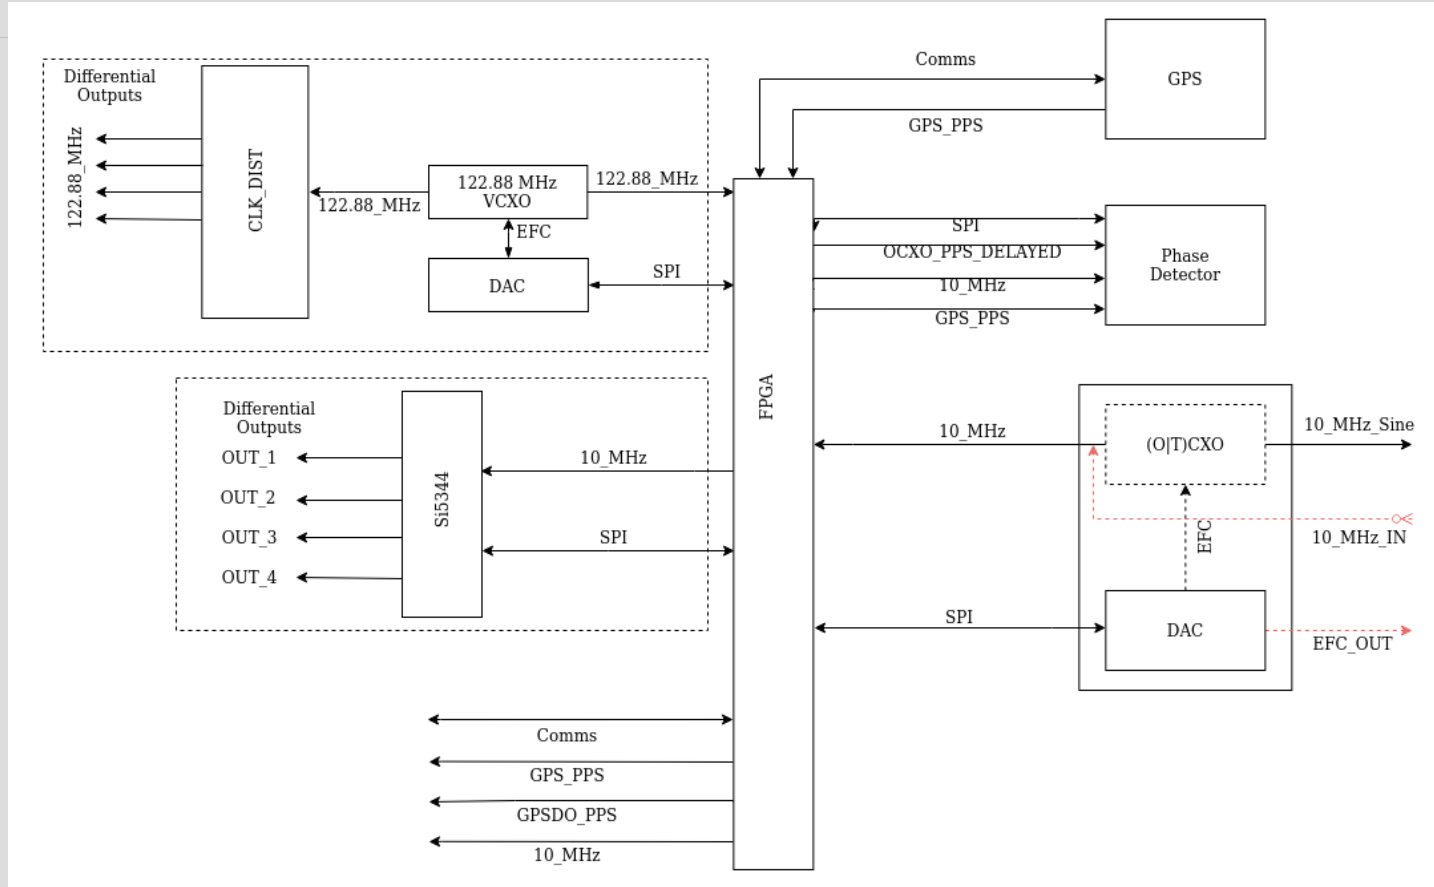 Differential
Outputs
122.88_MHz
CLK_DIST
122.88_MHz
122.88 MHz
VCXO
122.88_MHz
EFC
DAC
SPI
Comms
GPS
GPS_PPS
SPI
OCXO_PPS_DELAYED
10_MHz
GPS_PPS
Phase
Detector
FPGA
Differential
Outputs
OUT_1
OUT_2
OUT_3
OUT_4
Si5344
10_MHz
SPI
10_MHz
(O|T)CXO
10_MHz_Sine
10_MHz_IN
EFC
SPI
DAC
EFC_OUT
Comms
GPS_PPS
GPSDO_PPS
10_MHz